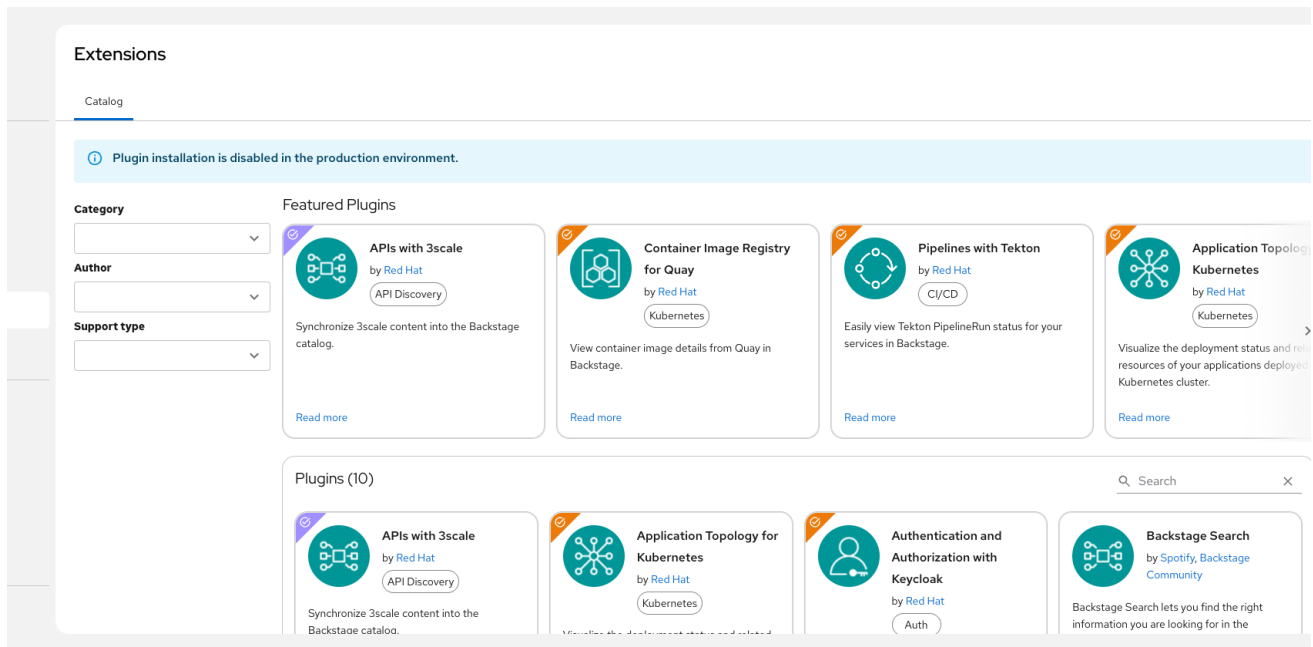 Extensions
Catalog
Plugin installation is disabled in the production environment.
Category
Author
Support type
Featured Plugins
APIs with 3scale
by Red Hat
API Discovery
Synchronize 3scale content into the Backstage
catalog.
Read more
Container Image Registry
for Quay
by Red Hat
Kubernetes
View container image details from Quay in
Backstage.
Read more
Pipelines with Tekton
by Red Hat
CI/CD
Easily view Tekton PipelineRun status for your
services in Backstage.
Read more
Application Topology
Kubernetes
by Red Hat
Kubernetes
Visualize the deployment status and
resources of your applications deployed
Kubernetes cluster.
Read more
Plugins (10)
Search
APIs with 3scale
by Red Hat
API Discovery
Synchronize 3scale content into the
Backstage catalog.
Application Topology for
Kubernetes
by Red Hat
Kubernetes
Visualize the deployment status and related
Authentication and
Authorization with
Keycloak
by Red Hat
Auth
Backstage Search
by Spotify, Backstage
Community
Backstage Search lets you find the right
information you are looking for in the